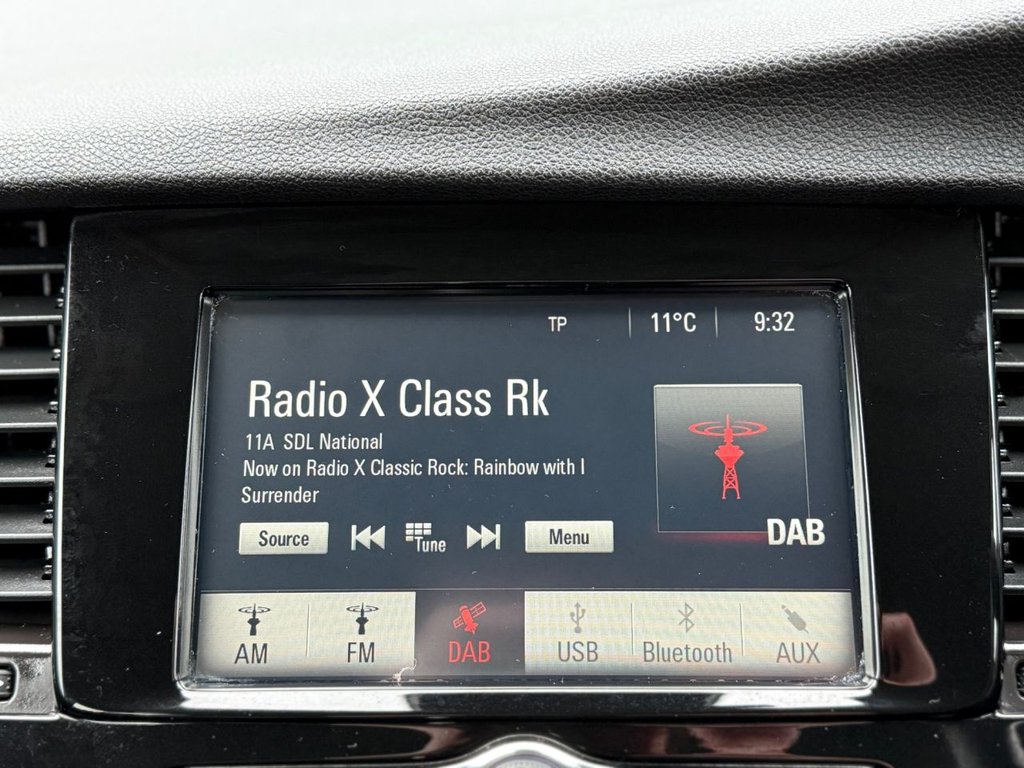 TP 11°C 9:32
Radio X Class Rk
11A SDL National
Now on Radio X Classic Rock: Rainbow with I
Surrender
DAB
Source Tune Menu
AM FM DAB USB Bluetooth AUX